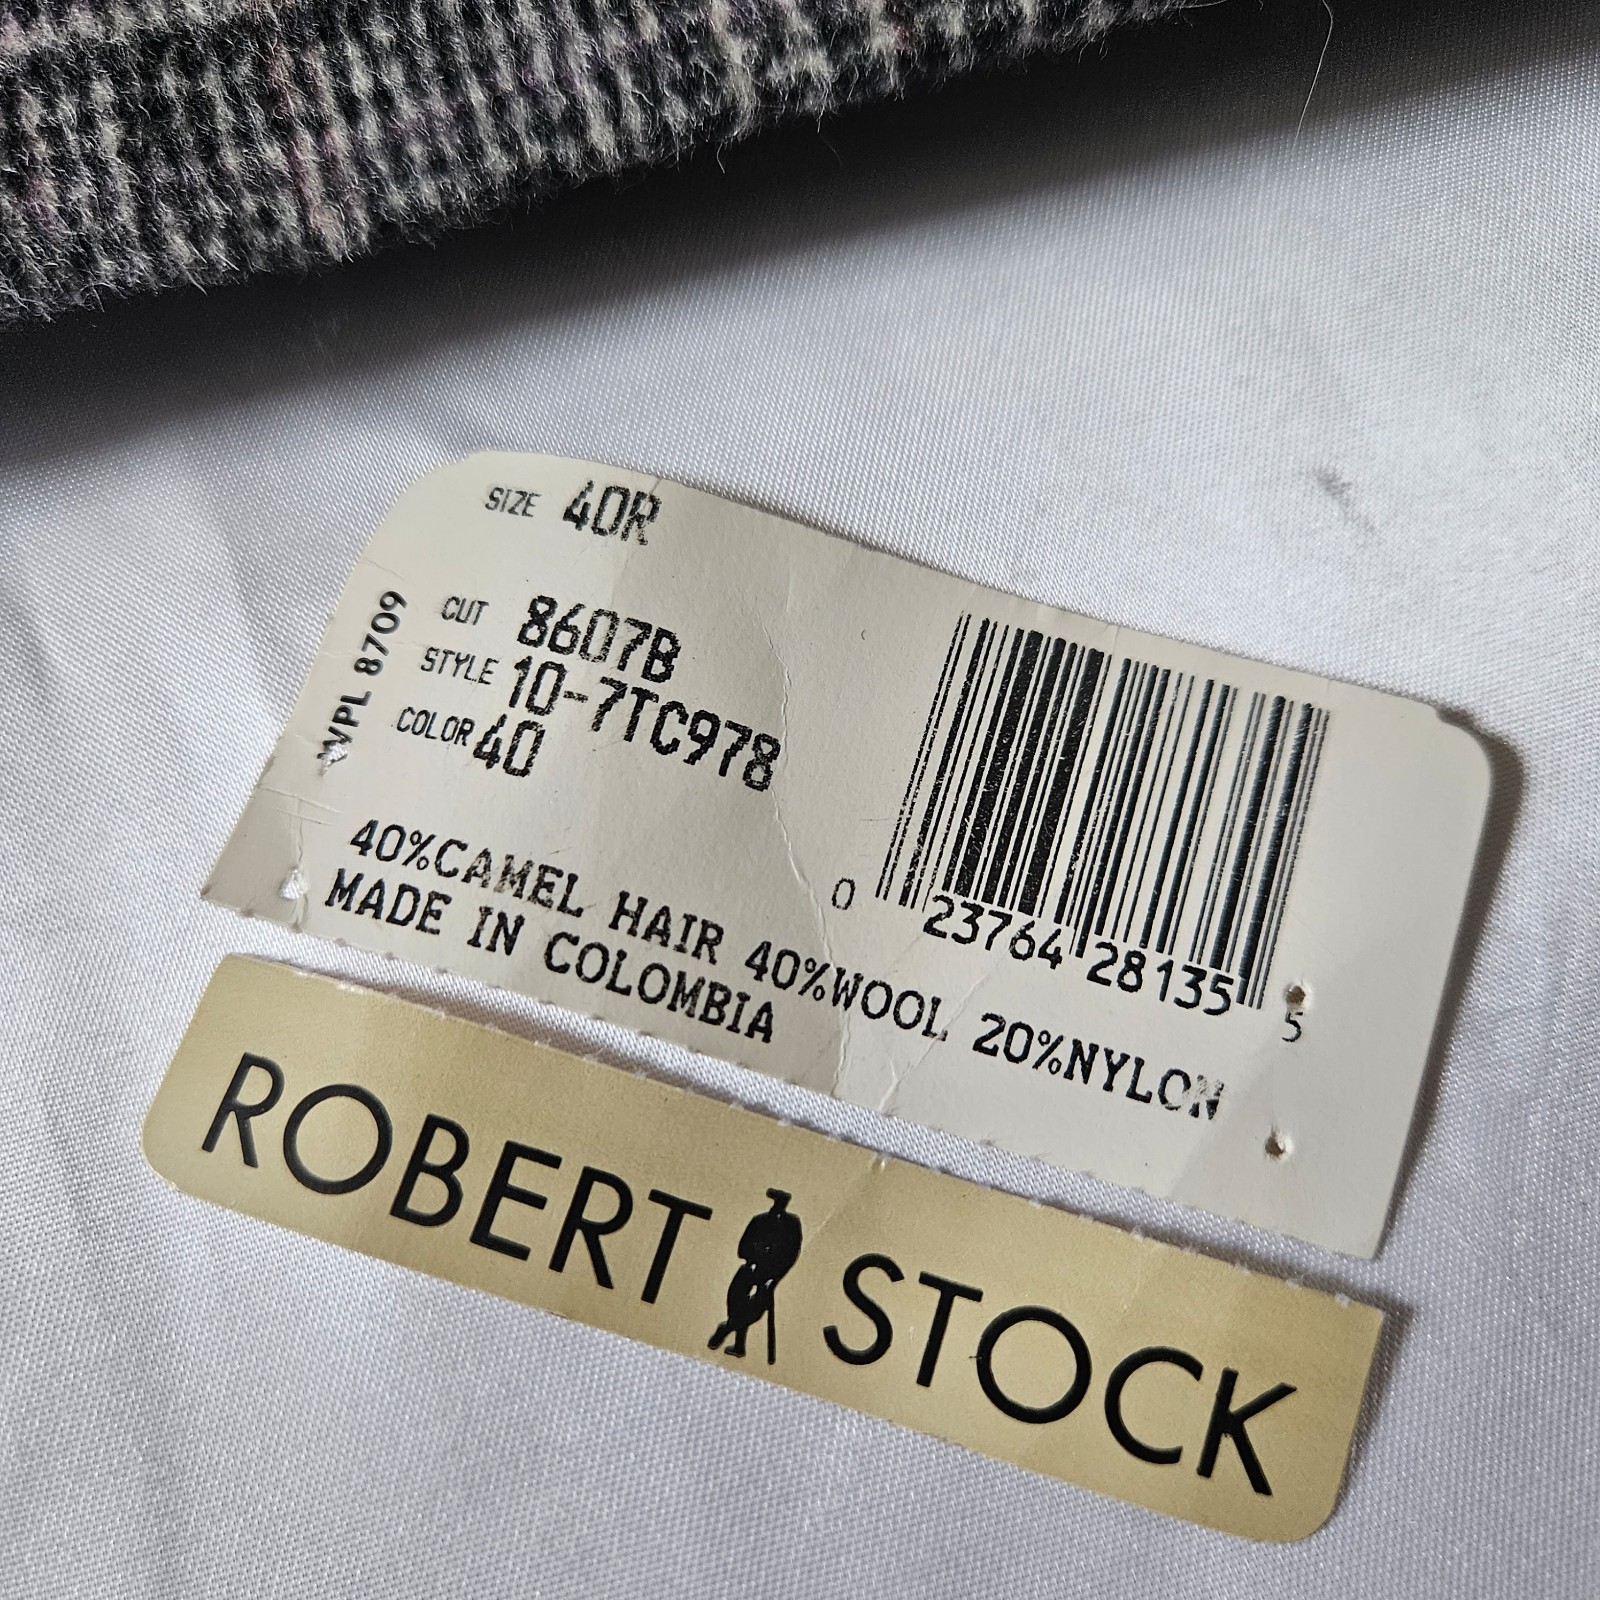 SIZE 40R
CUT 8607B
STYLE 10-7TC978
COLOR 40
VPL 8709
0 23764 28135 5
40%CAMEL HAIR 40%WOOL 20%NYLON
MADE IN COLOMBIA
ROBERT STOCK